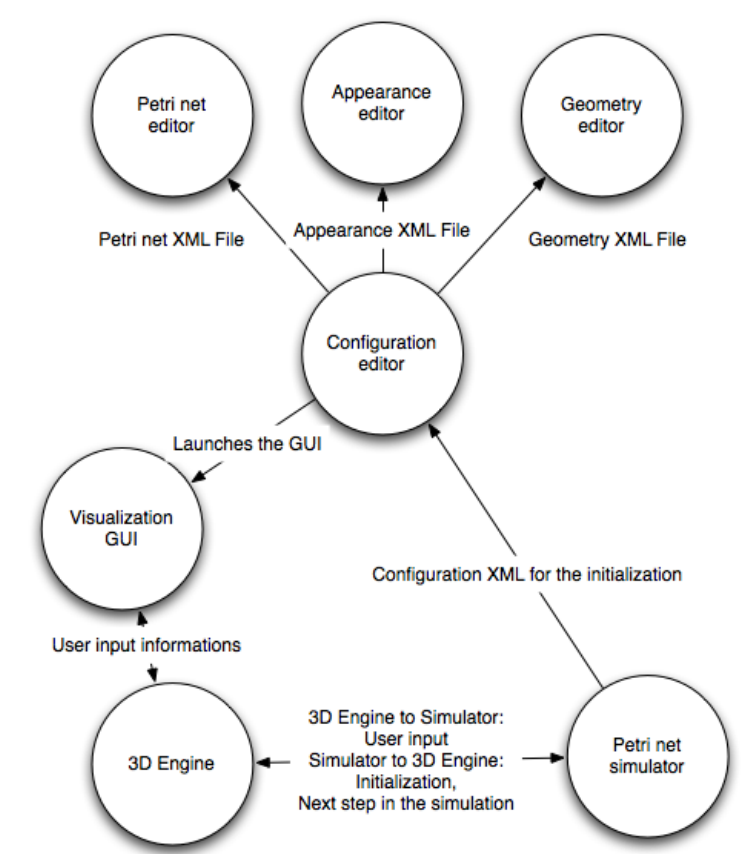 Petri net
editor
Appearance
editor
Geometry
editor
Petri net XML File
Appearance XML File
Geometry XML File
Configuration
editor
Launches the GUI
Visualization
GUI
Configuration XML for the initialization
User input informations
3D Engine
3D Engine to Simulator:
User input
Simulator to 3D Engine:
Initialization,
Next step in the simulation
Petri net
simulator